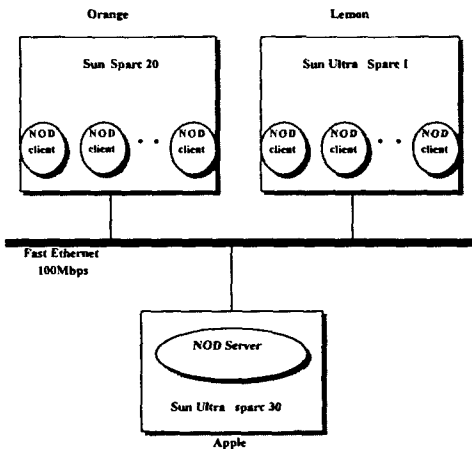 Orange
Lemon
Sun Sparc 20
Sun Ultra Sparc 1
NOD
client
NOD
client
NOD
client
NOD
client
NOD
client
NOD
client
Fast Ethernet
100Mbps
NOD Server
Sun Ultra sparc 30
Apple